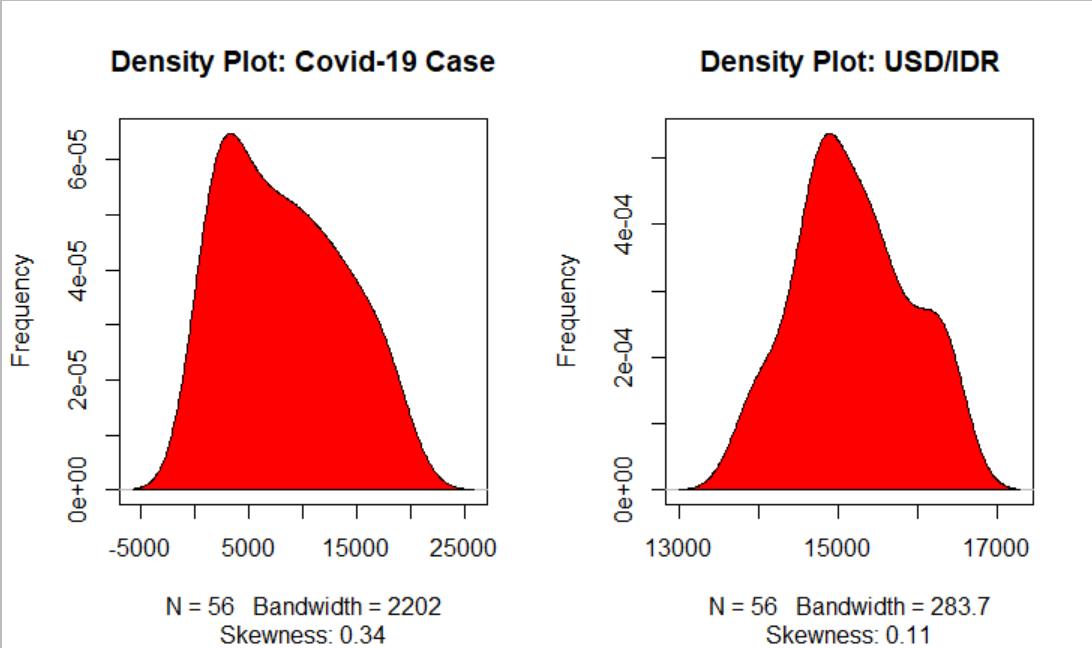 Density Plot: Covid-19 Case
Frequency
6e-05
4e-05
2e-05
0e+00
-5000 5000 15000 25000
N = 56 Bandwidth = 2202
Skewness: 0.34
Density Plot: USD/IDR
Frequency
4e-04
2e-04
0e+00
13000 15000 17000
N = 56 Bandwidth = 283.7
Skewness: 0.11